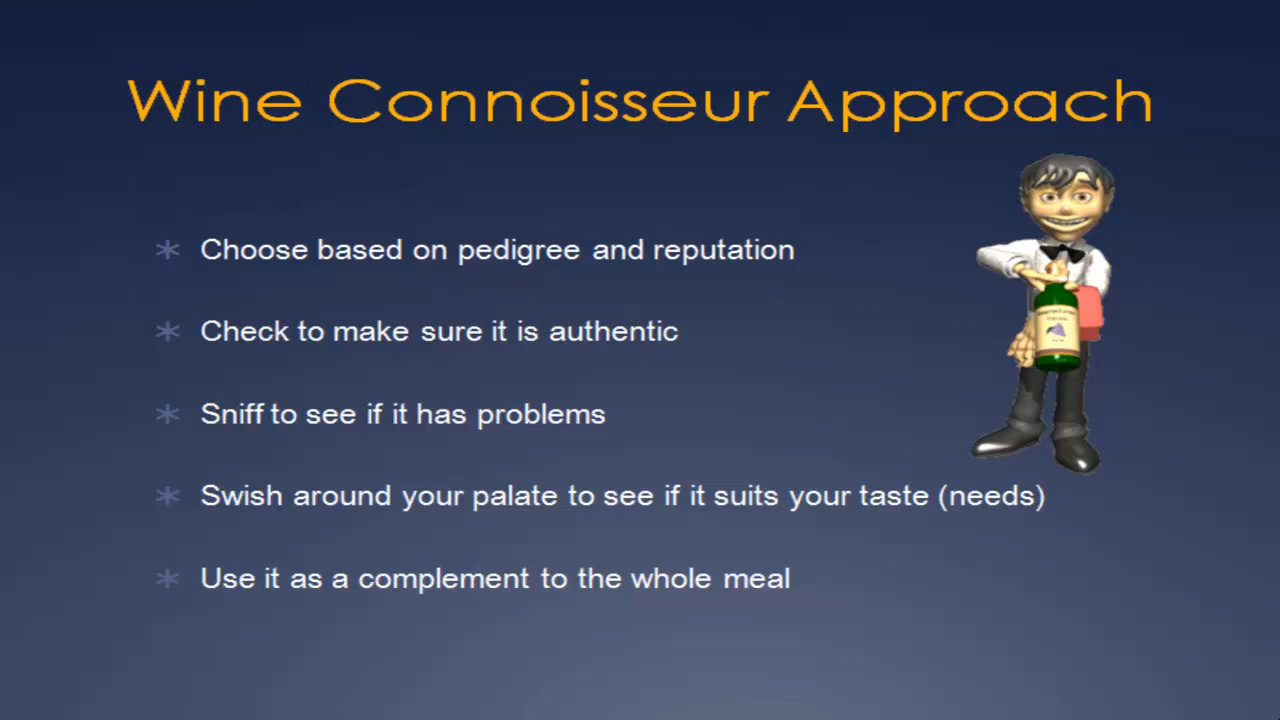 Wine Connoisseur Approach
Choose based on pedigree and reputation
Check to make sure it is authentic
Sniff to see if it has problems
Swish around your palate to see if it suits your taste (needs)
Use it as a complement to the whole meal